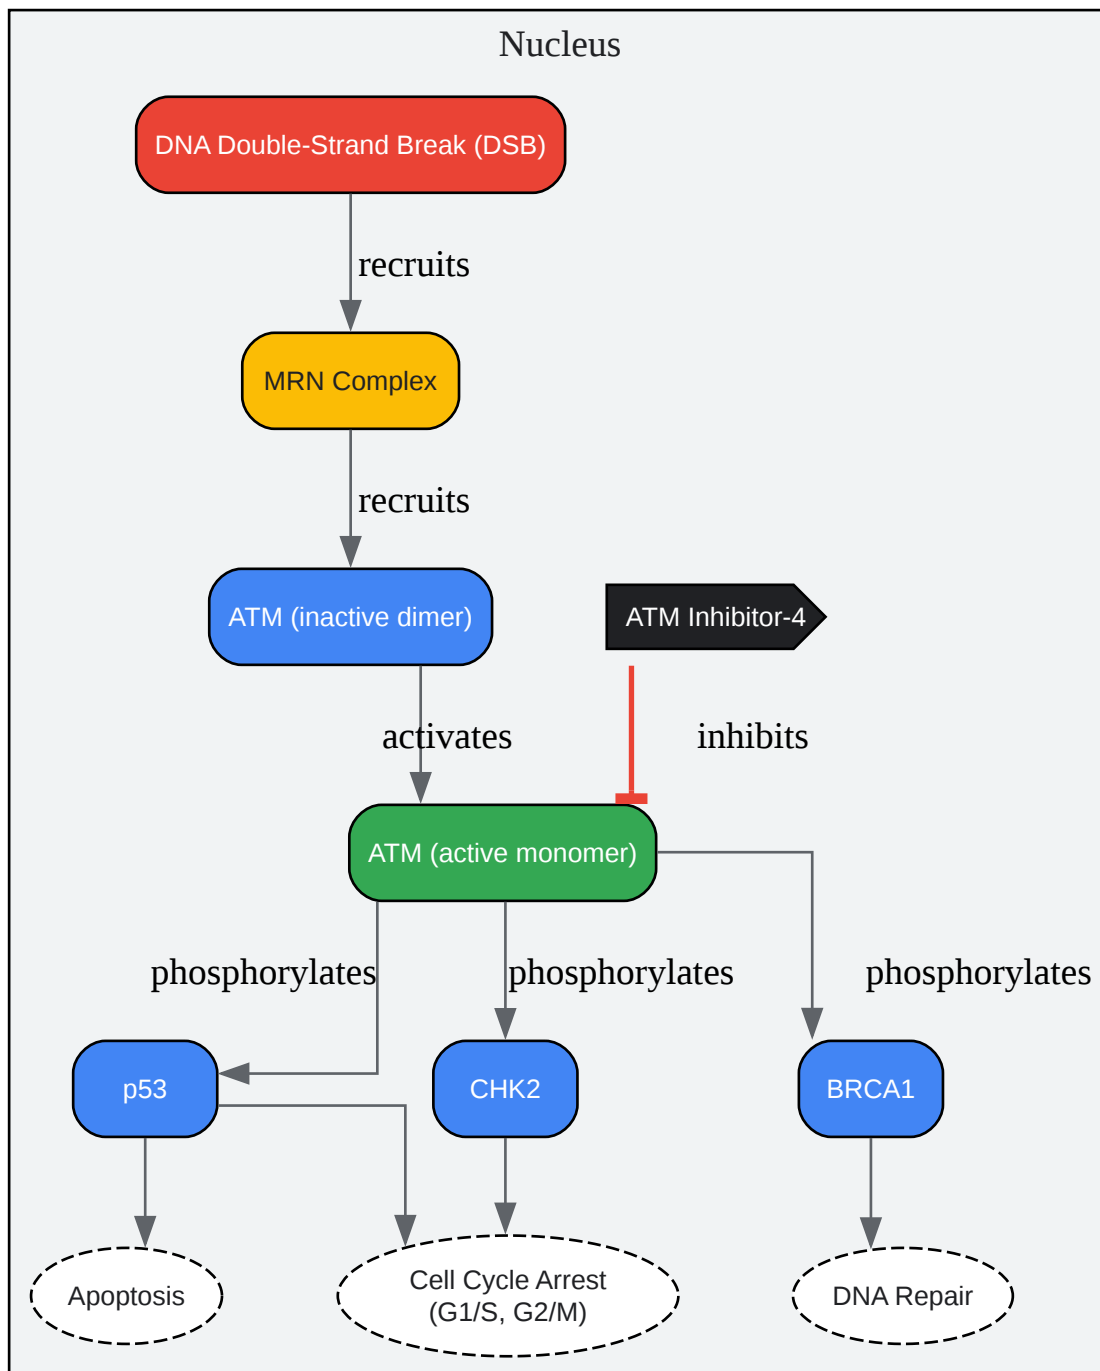 Nucleus
DNA Double-Strand Break (DSB)
recruits
MRN Complex
recruits
ATM (inactive dimer)
ATM Inhibitor-4
activates
inhibits
ATM (active monomer)
phosphorylates
phosphorylates
phosphorylates
p53
CHK2
BRCA1
Apoptosis
Cell Cycle Arrest
(G1/S, G2/M)
DNA Repair